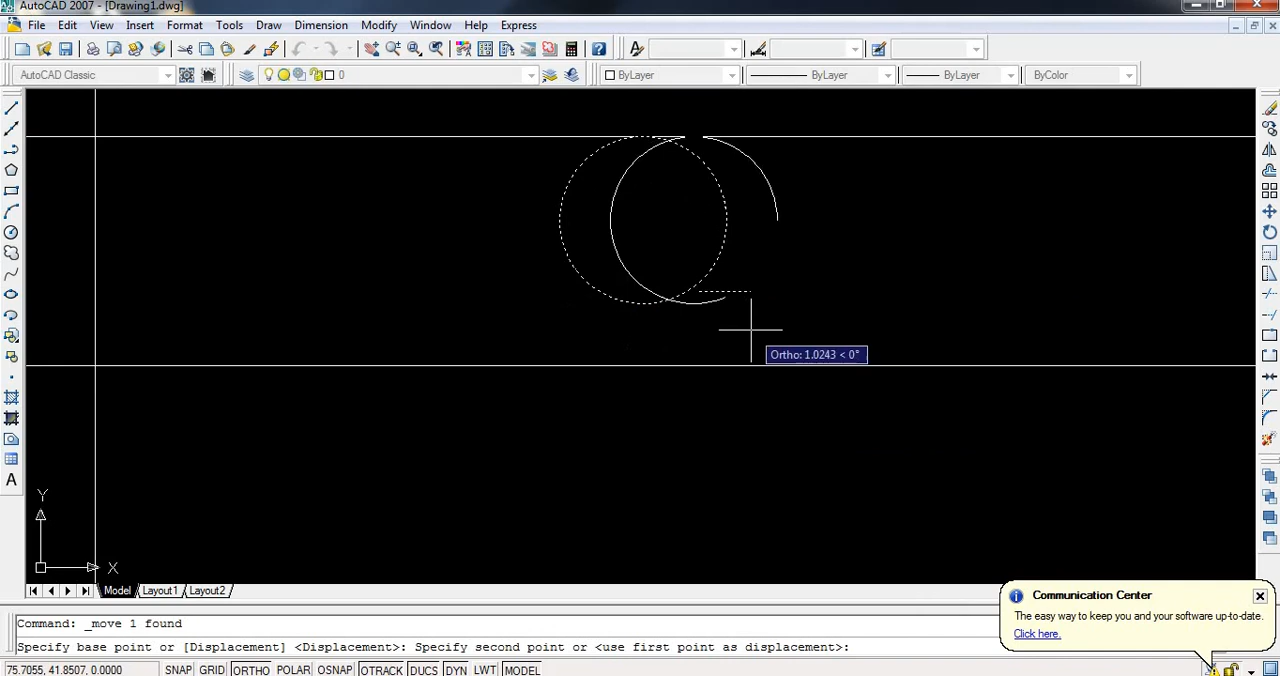 AutoCAD 2007 - [Drawing1.dwg]
File Edit View Insert Format Tools Draw Dimension Modify Window Help Express
AutoCAD Classic 0 ByLayer ByLayer ByLayer ByColor
Ortho: 1.0243 < 0°
Y
X
A
Model Layout1 Layout2
Communication Center
The easy way to keep you and your software up-to-date.
Click here.
Command: _move 1 found
Specify base point or [Displacement] <Displacement>: Specify second point or <use first point as displacement>:
75.7055, 41.8507, 0.0000 SNAP GRID ORTHO POLAR OSNAP OTRACK DUCS DYN LWT MODEL